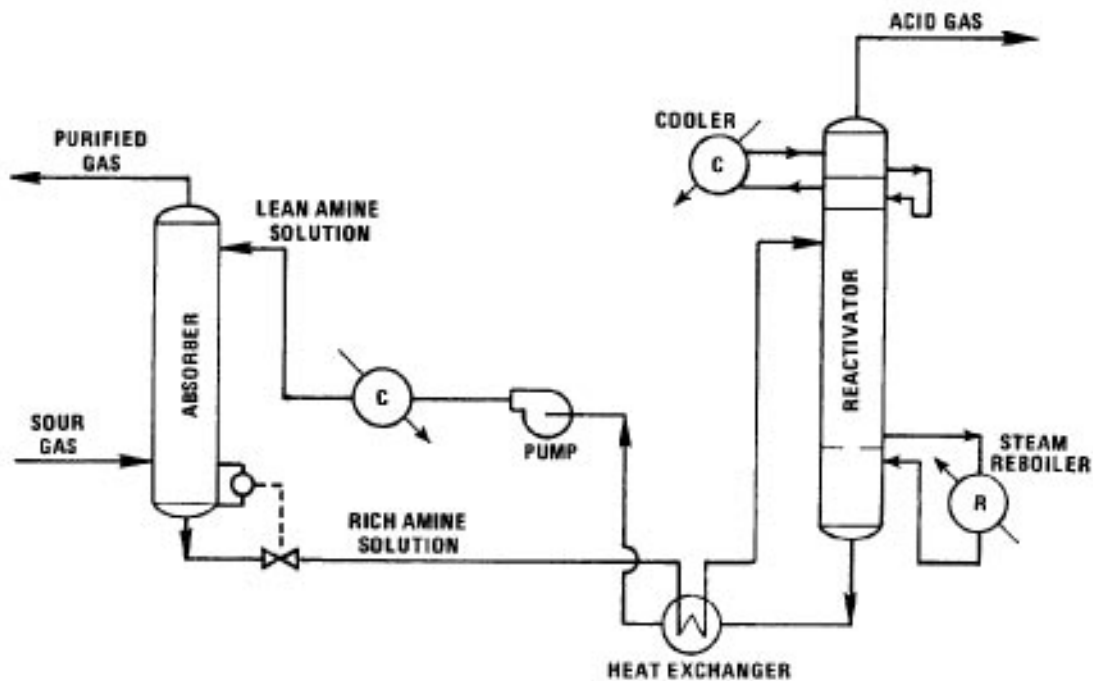 ACID GAS
COOLER
C
PURIFIED
GAS
LEAN AMINE
SOLUTION
ABSORBER
REACTIVATOR
C
SOUR
GAS
PUMP
STEAM
REBOILER
R
RICH AMINE
SOLUTION
HEAT EXCHANGER